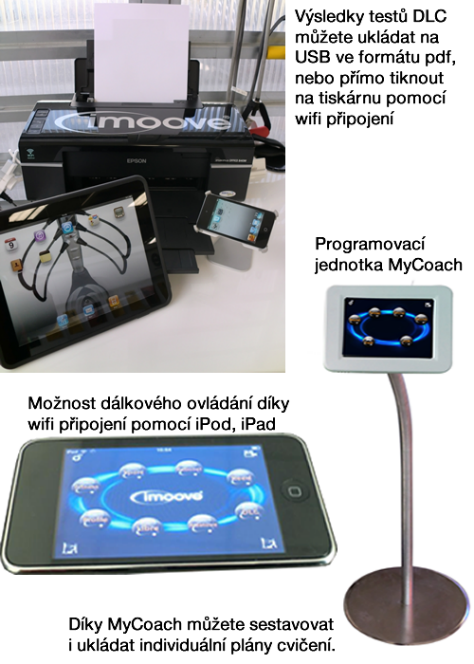 Výsledky testů DLC
můžete ukládat na
USB ve formátu pdf,
nebo přímo tiknout
na tiskárnu pomocí
wifi připojení
imoove
EPSON
Programovací
jednotka MyCoach
Možnost dálkového ovládání díky
wifi připojení pomocí iPod, iPad
imoove
Díky MyCoach můžete sestavovat
i ukládat individuální plány cvičení.